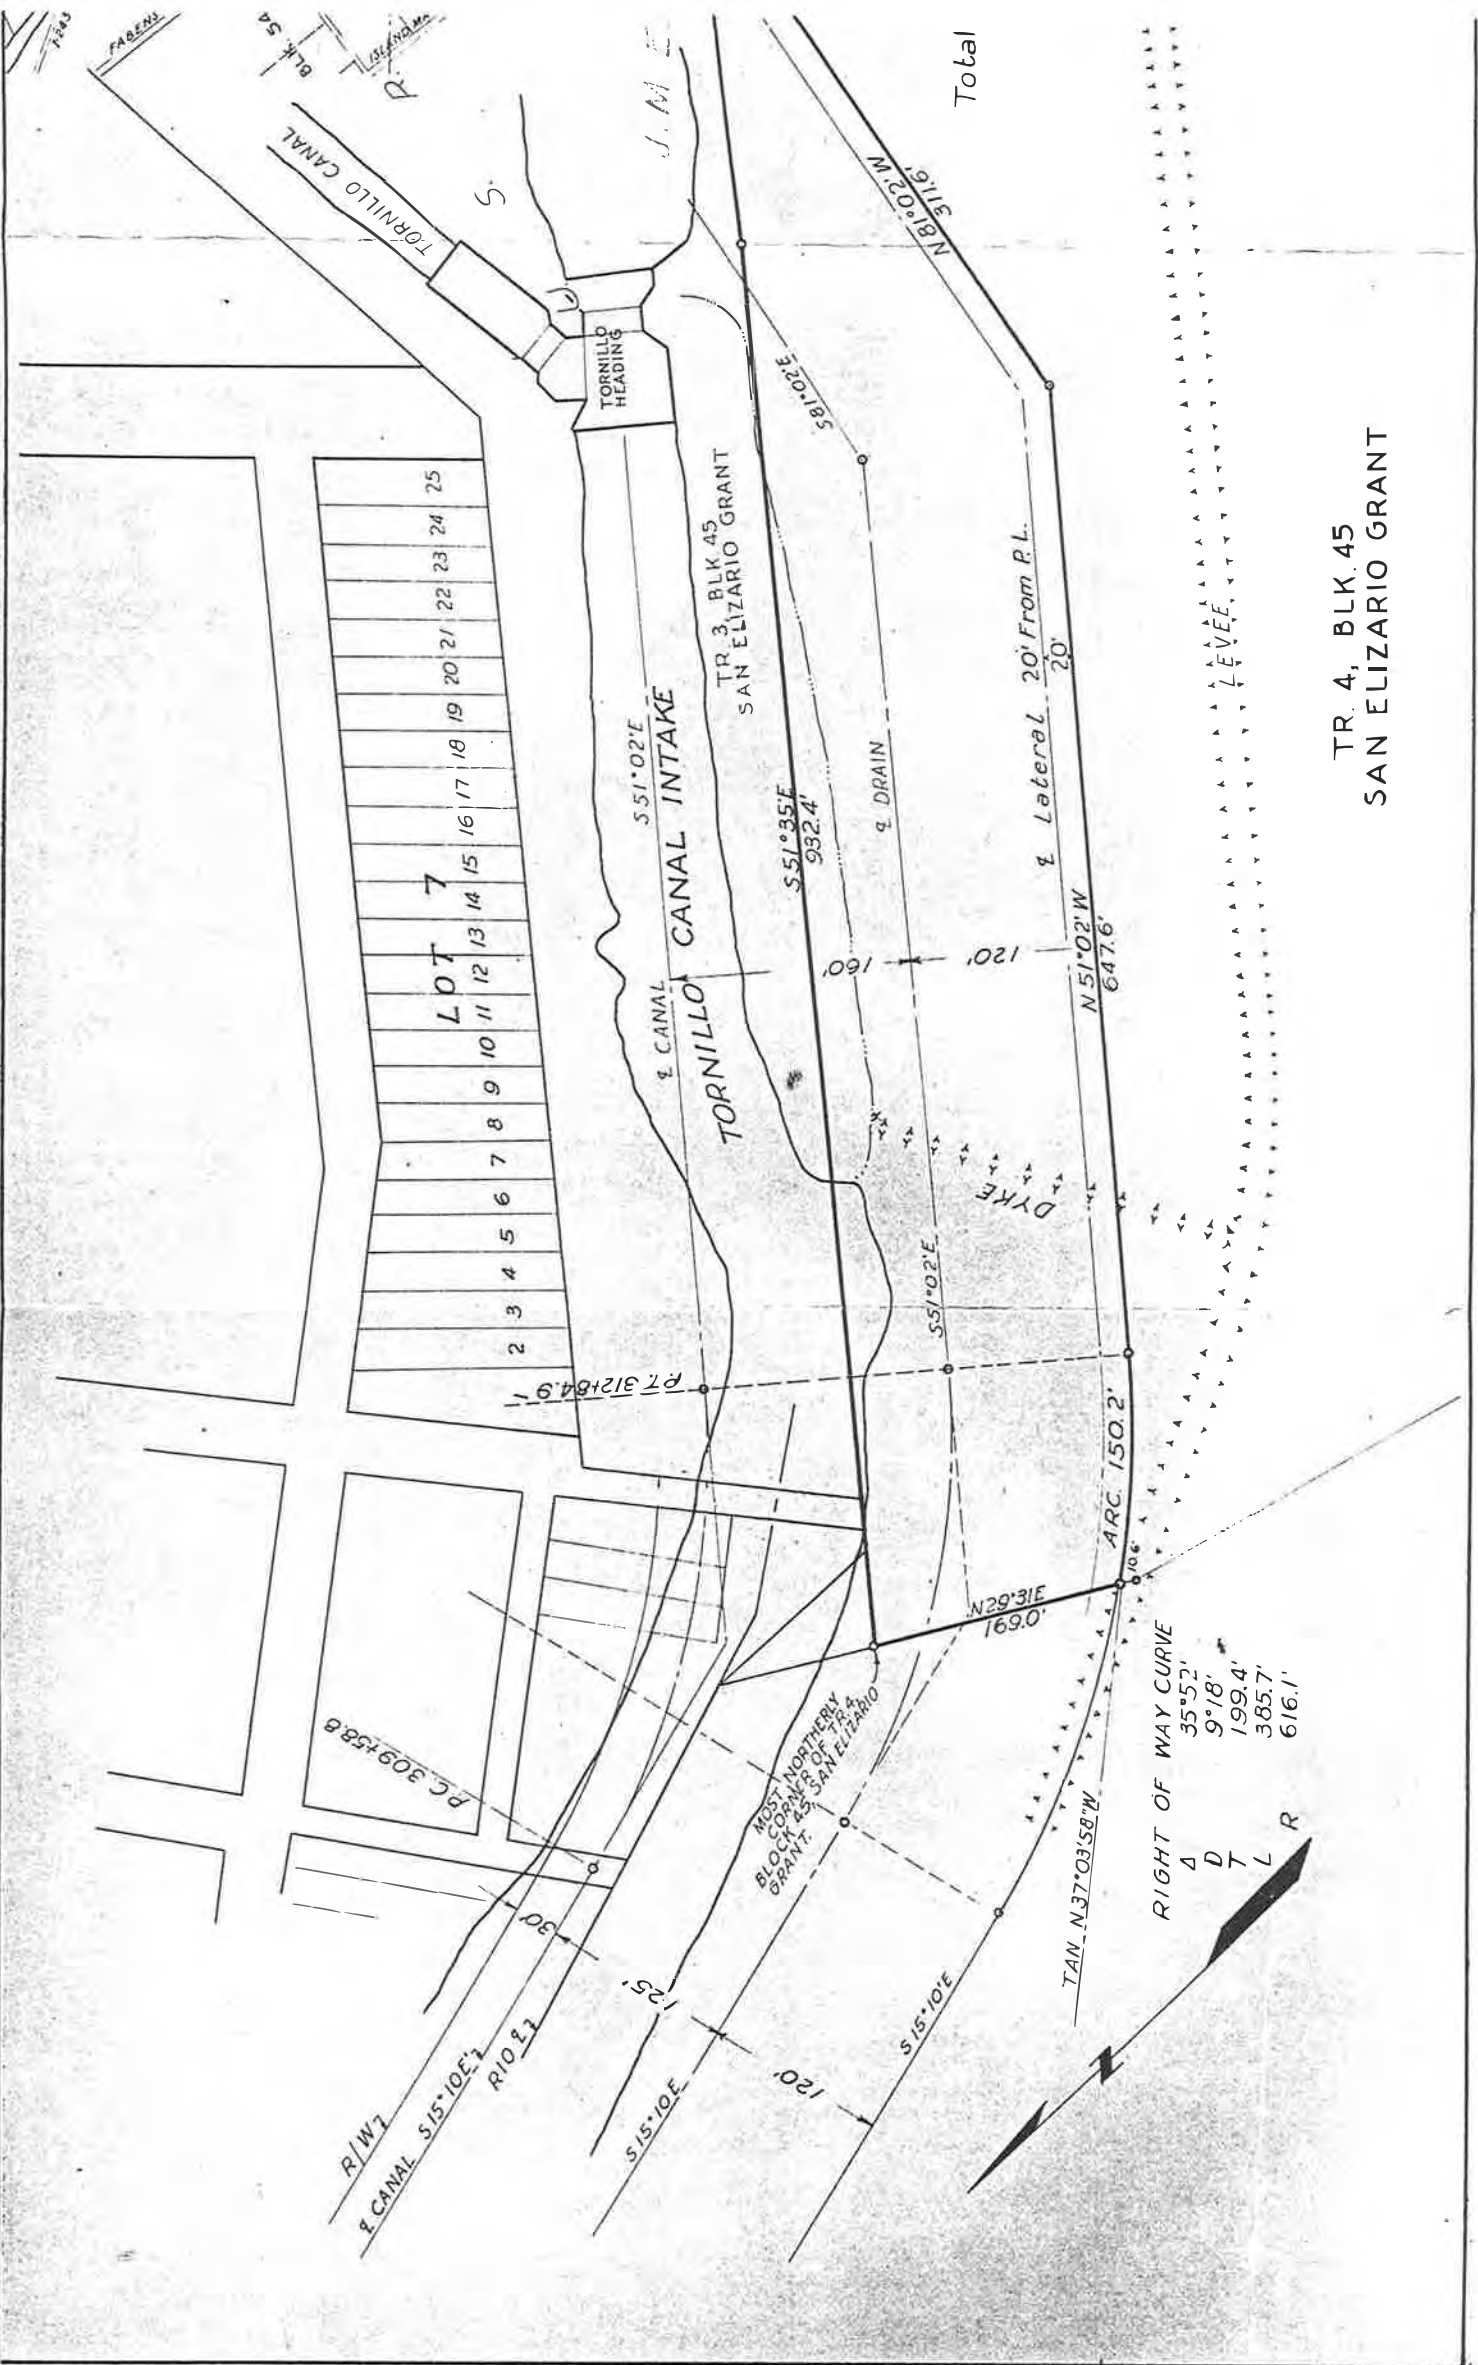 1-243
FABENS
BLK. 54
ISLAND
R.
S.
J. M E
TORNILLO CANAL
TORNILLO
HEADING
Total
N 81°02' W
311.6'
S 81°02'E
25
24
23
22
21
20
19
18
17
16
15
14
13
12
11
10
9
8
7
6
5
4
3
2
LOT 7
S 51°02'E
℄ CANAL
TORNILLO CANAL INTAKE
TR. 3, BLK. 45
SAN ELIZARIO GRANT
S 51°35'E
932.4'
℄ DRAIN
℄ Lateral 20' From P.L.
20'
160'
120'
N 51°02' W
647.6'
LEVEE
TR. 4, BLK. 45
SAN ELIZARIO GRANT
DYKE
S 51°02'E
P.T. 312+84.9
ARC. 150.2'
10.6'
169.0'
P.C. 309+58.8
MOST NORTHERLY
CORNER OF TR. 4,
BLOCK 45, SAN ELIZARIO
GRANT.
30'
125'
120'
R/W
℄ CANAL S 15°10'E
RIO ℄
S 15°10'E
S 15°10'E
TAN N 37°03'58"W
RIGHT OF WAY CURVE
Δ 35°52'
D 9°18'
T 199.4'
L 385.7'
R 616.1'
N